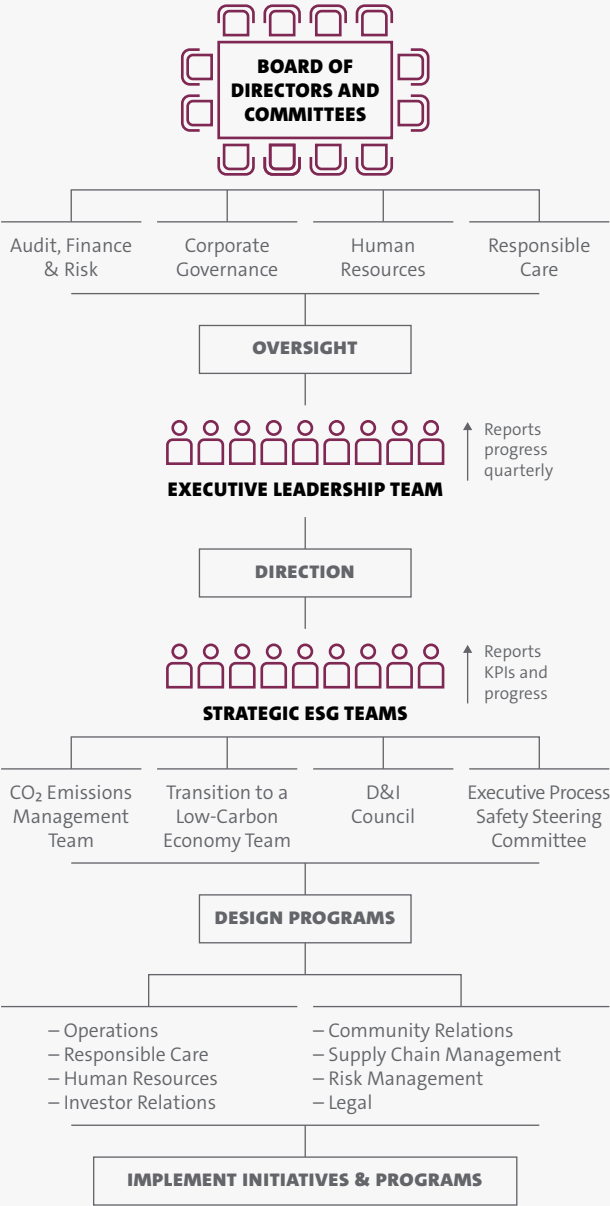 BOARD OF
DIRECTORS AND
COMMITTEES
Audit, Finance
& Risk
Corporate
Governance
Human
Resources
Responsible
Care
OVERSIGHT
Reports
progress
quarterly
EXECUTIVE LEADERSHIP TEAM
DIRECTION
Reports
KPIs and
progress
STRATEGIC ESG TEAMS
CO₂ Emissions
Management
Team
Transition to a
Low-Carbon
Economy Team
D&I
Council
Executive Process
Safety Steering
Committee
DESIGN PROGRAMS
– Operations
– Responsible Care
– Human Resources
– Investor Relations
– Community Relations
– Supply Chain Management
– Risk Management
– Legal
IMPLEMENT INITIATIVES & PROGRAMS